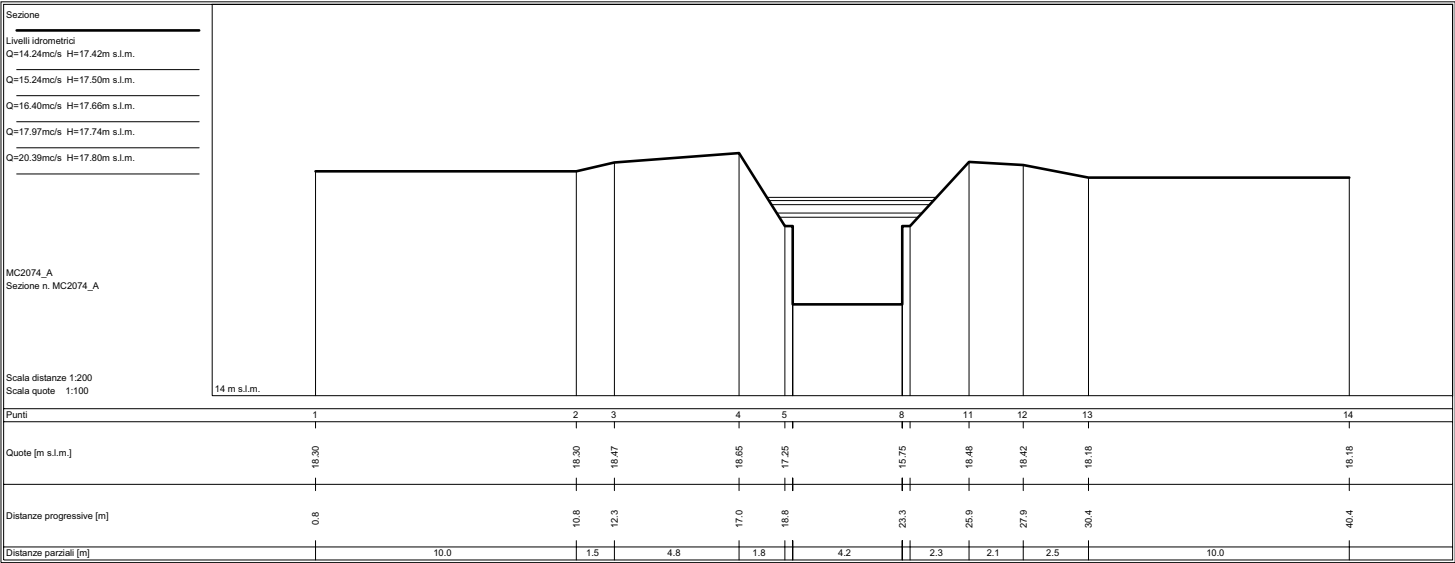 Sezione
Livelli idrometrici
Q=14.24mc/s H=17.42m s.l.m.
Q=15.24mc/s H=17.50m s.l.m.
Q=16.40mc/s H=17.66m s.l.m.
Q=17.97mc/s H=17.74m s.l.m.
Q=20.39mc/s H=17.80m s.l.m.
MC2074_A
Sezione n. MC2074_A
Scala distanze 1:200
Scala quote 1:100
14 m s.l.m.
Punti 1 2 3 4 5 8 11 12 13 14
Quote [m s.l.m.] 18.30 18.30 18.47 18.65 17.25 15.75 18.48 18.42 18.18 18.18
Distanze progressive [m] 0.8 10.8 12.3 17.0 18.8 23.3 25.9 27.9 30.4 40.4
Distanze parziali [m] 10.0 1.5 4.8 1.8 4.2 2.3 2.1 2.5 10.0